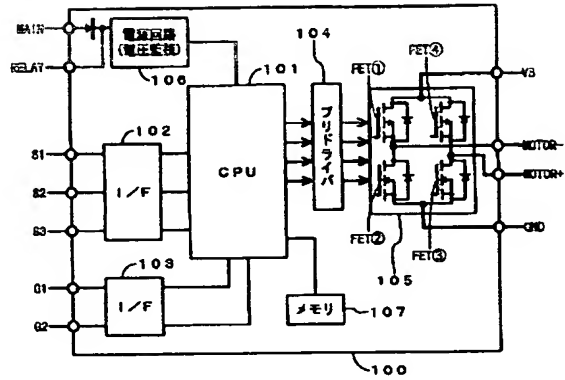 MAIN
RELAY
電源回路
(電圧監視)
106
101
104
FET①
FET④
VB
102
S1
S2
S3
I/F
CPU
プリドライバ
MOTOR-
MOTOR+
FET②
FET③
GND
103
105
G1
G2
I/F
メモリ
107
100